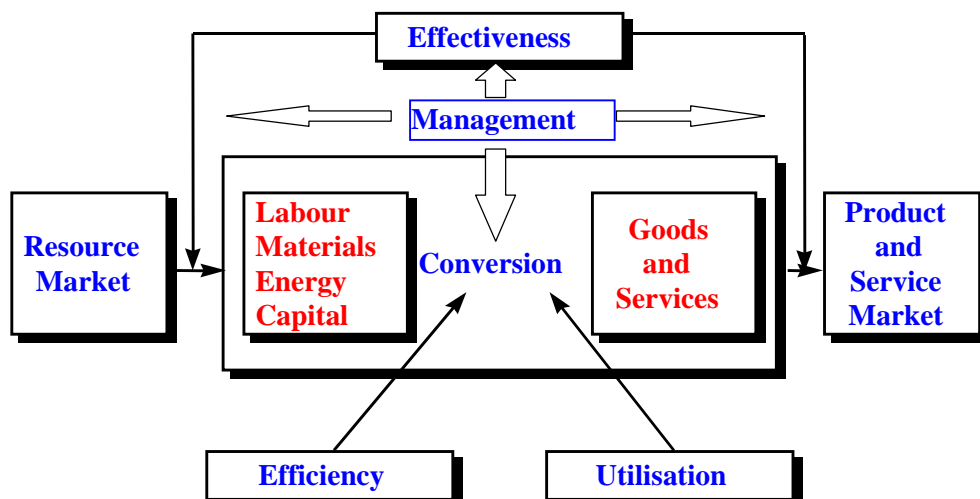 Effectiveness
Management
Resource
Market
Labour
Materials
Energy
Capital
Conversion
Goods
and
Services
Product
and
Service
Market
Efficiency
Utilisation